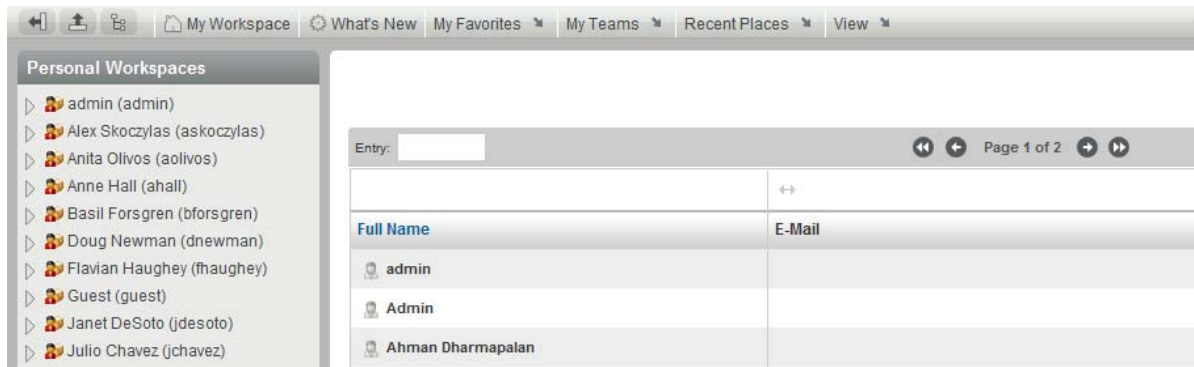 My Workspace What's New My Favorites My Teams Recent Places View
Personal Workspaces
admin (admin)
Alex Skoczylas (askoczylas)
Anita Olivos (aolivos)
Anne Hall (ahall)
Basil Forsgren (bforsgren)
Doug Newman (dnewman)
Flavian Haughey (fhaughey)
Guest (guest)
Janet DeSoto (jdesoto)
Julio Chavez (jchavez)
Entry: Page 1 of 2
Full Name E-Mail
admin
Admin
Ahman Dharmapalan